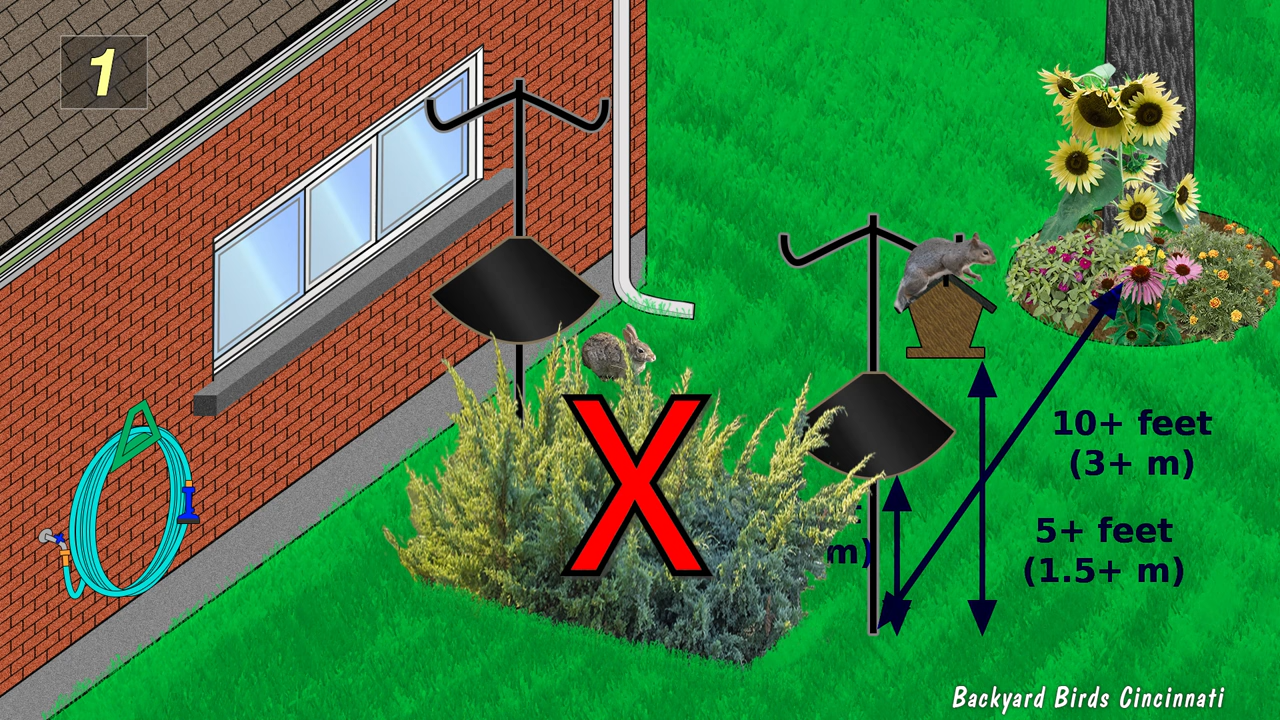 1
X
10+ feet
(3+ m)
5+ feet
(1.5+ m)
m)
Backyard Birds Cincinnati